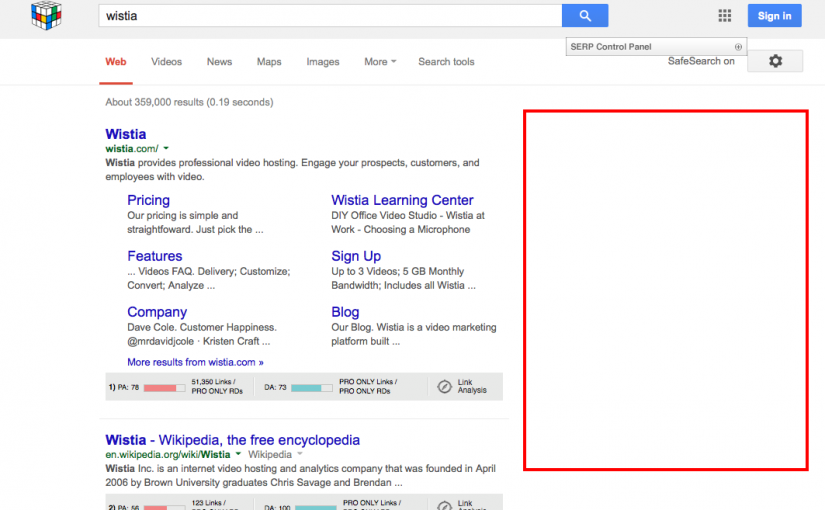 wistia
Sign in
SERP Control Panel
Web Videos News Maps Images More Search tools
SafeSearch on
About 359,000 results (0.19 seconds)
Wistia
wistia.com/
Wistia provides professional video hosting. Engage your prospects, customers, and
employees with video.
Pricing
Our pricing is simple and
straightfoward. Just pick the ...
Wistia Learning Center
DIY Office Video Studio - Wistia at
Work - Choosing a Microphone
Features
... Videos FAQ. Delivery; Customize;
Convert; Analyze ...
Sign Up
Up to 3 Videos; 5 GB Monthly
Bandwidth; Includes all Wistia ...
Company
Dave Cole. Customer Happiness.
@mrdavidjcole · Kristen Craft ...
Blog
Our Blog. Wistia is a video marketing
platform built ...
More results from wistia.com »
1) PA: 78
51,350 Links /
PRO ONLY RDs
DA: 73
PRO ONLY Links /
PRO ONLY RDs
Link
Analysis
Wistia - Wikipedia, the free encyclopedia
en.wikipedia.org/wiki/Wistia Wikipedia
Wistia Inc. is an internet video hosting and analytics company that was founded in April
2006 by Brown University graduates Chris Savage and Brendan ...
2) PA: 56
123 Links /
DA: 100
PRO ONLY Links /
Link